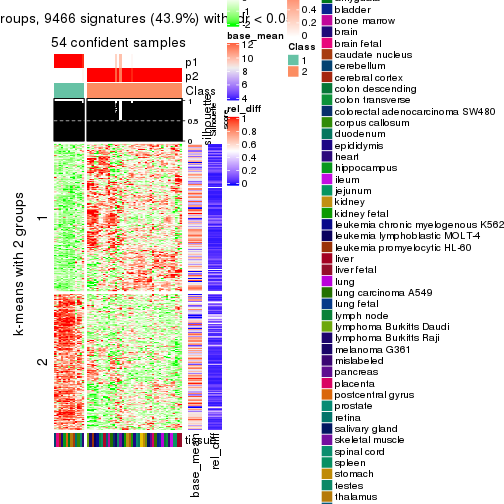 roups, 9466 signatures (43.9%) with
54 confident samples
p1
p2
Class
1
0.5
0
silhouette
k-means with 2 groups
1
2
tissue
base_mean
rel_diff
-2
base_mean
12
10
8
6
4
rel_diff
1
0.8
0.6
0.4
0.2
0
0.4
0.2
0
Class
1
2
bladder
bone marrow
brain
brain fetal
caudate nucleus
cerebellum
cerebral cortex
colon descending
colon transverse
colorectal adenocarcinoma SW480
corpus callosum
duodenum
epididymis
heart
hippocampus
ileum
jejunum
kidney
kidney fetal
leukemia chronic myelogenous K562
leukemia lymphoblastic MOLT-4
leukemia promyelocytic HL-60
liver
liver fetal
lung
lung carcinoma A549
lung fetal
lymph node
lymphoma Burkitts Daudi
lymphoma Burkitts Raji
melanoma G361
mislabeled
pancreas
placenta
postcentral gyrus
prostate
retina
salivary gland
skeletal muscle
spinal cord
spleen
stomach
testes
thalamus